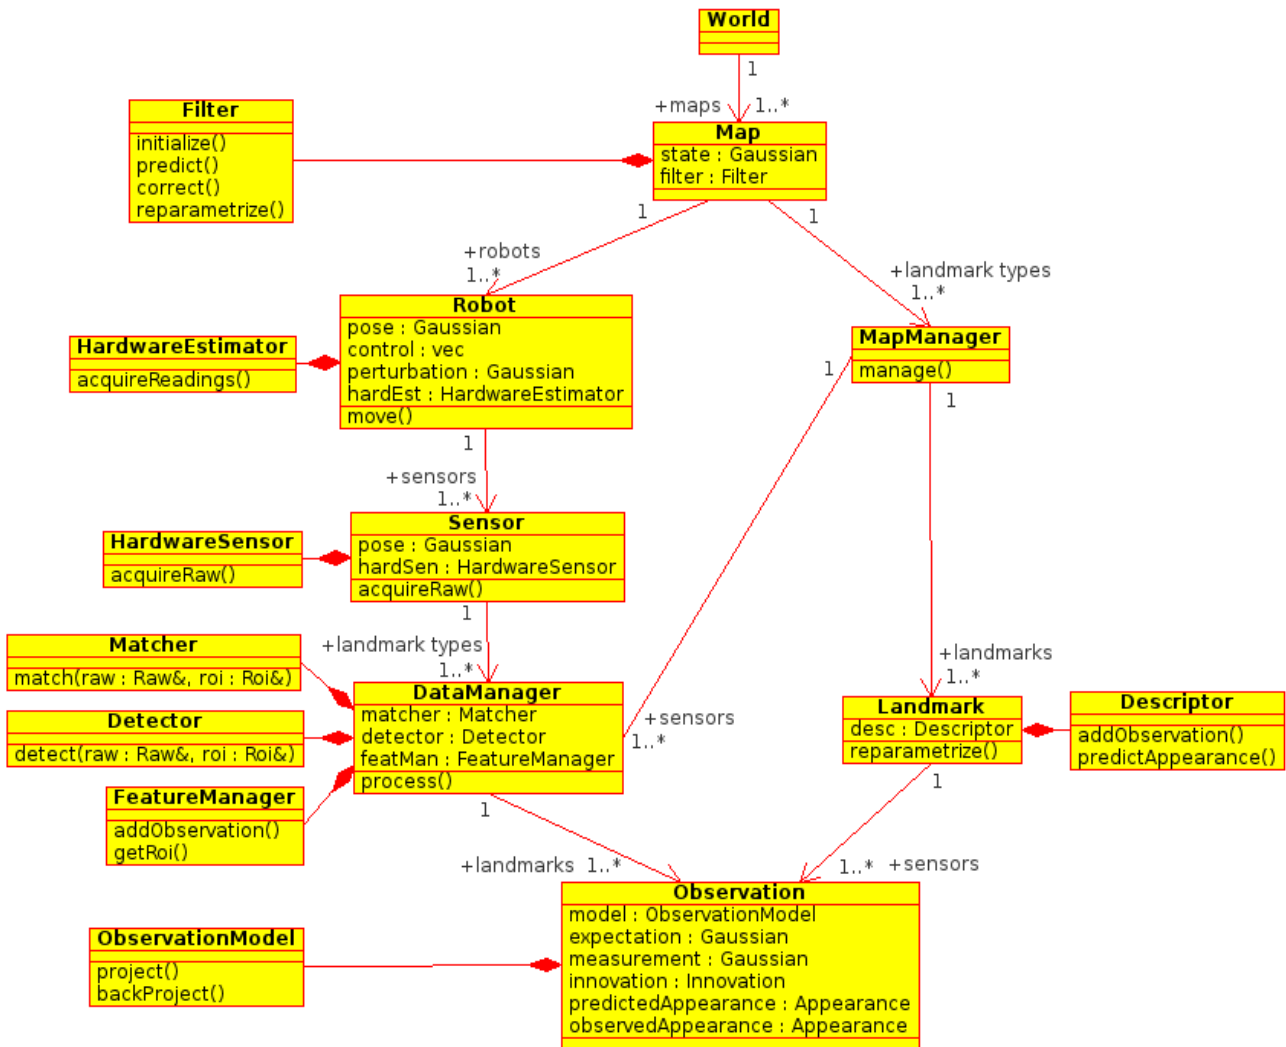 World
1
+maps 1..*
Filter
initialize()
predict()
correct()
reparametrize()
Map
state : Gaussian
filter : Filter
1
1
+robots
1..*
+landmark types
1..*
Robot
pose : Gaussian
control : vec
perturbation : Gaussian
hardEst : HardwareEstimator
move()
HardwareEstimator
acquireReadings()
MapManager
manage()
1
1
1
+sensors
1..*
Sensor
pose : Gaussian
hardSen : HardwareSensor
acquireRaw()
HardwareSensor
acquireRaw()
1
+landmark types
1..*
Matcher
match(raw : Raw&, roi : Roi&)
Detector
detect(raw : Raw&, roi : Roi&)
FeatureManager
addObservation()
getRoi()
DataManager
matcher : Matcher
detector : Detector
featMan : FeatureManager
process()
+sensors
1..*
+landmarks
1..*
Landmark
desc : Descriptor
reparametrize()
Descriptor
addObservation()
predictAppearance()
1
1
+landmarks 1..*
1..* +sensors
Observation
model : ObservationModel
expectation : Gaussian
measurement : Gaussian
innovation : Innovation
predictedAppearance : Appearance
observedAppearance : Appearance
ObservationModel
project()
backProject()